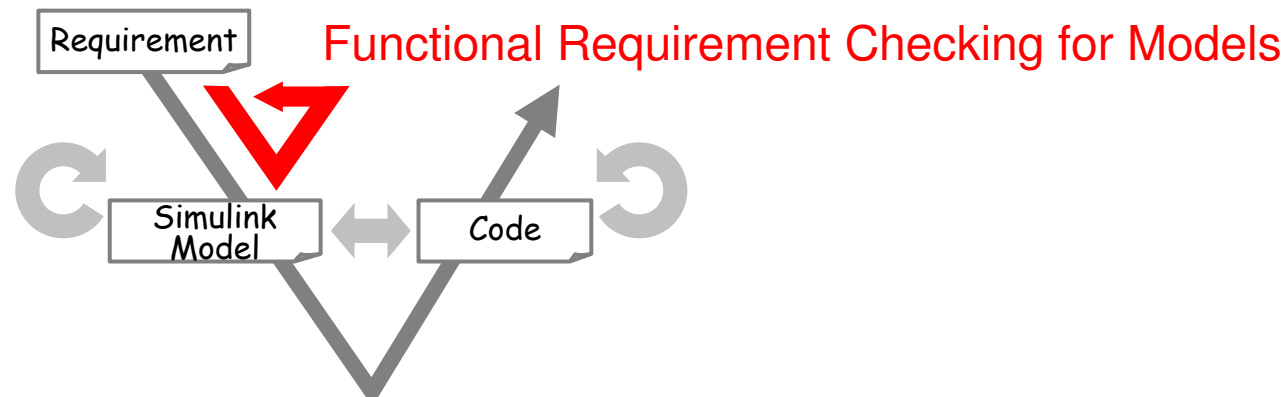 Requirement
Functional Requirement Checking for Models
Simulink
Model
Code